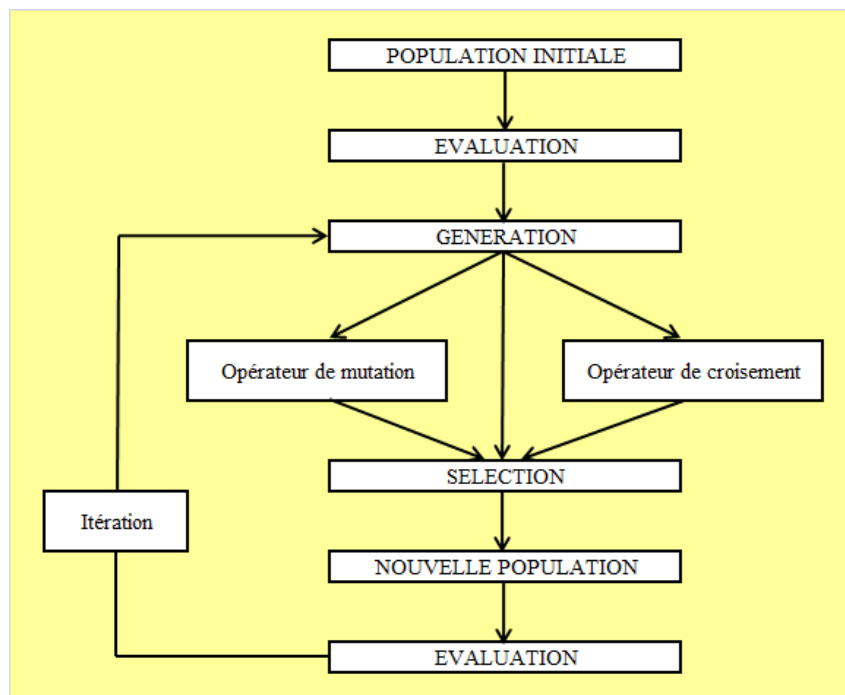 POPULATION INITIALE
EVALUATION
GENERATION
Opérateur de mutation
Opérateur de croisement
SELECTION
Itération
NOUVELLE POPULATION
EVALUATION